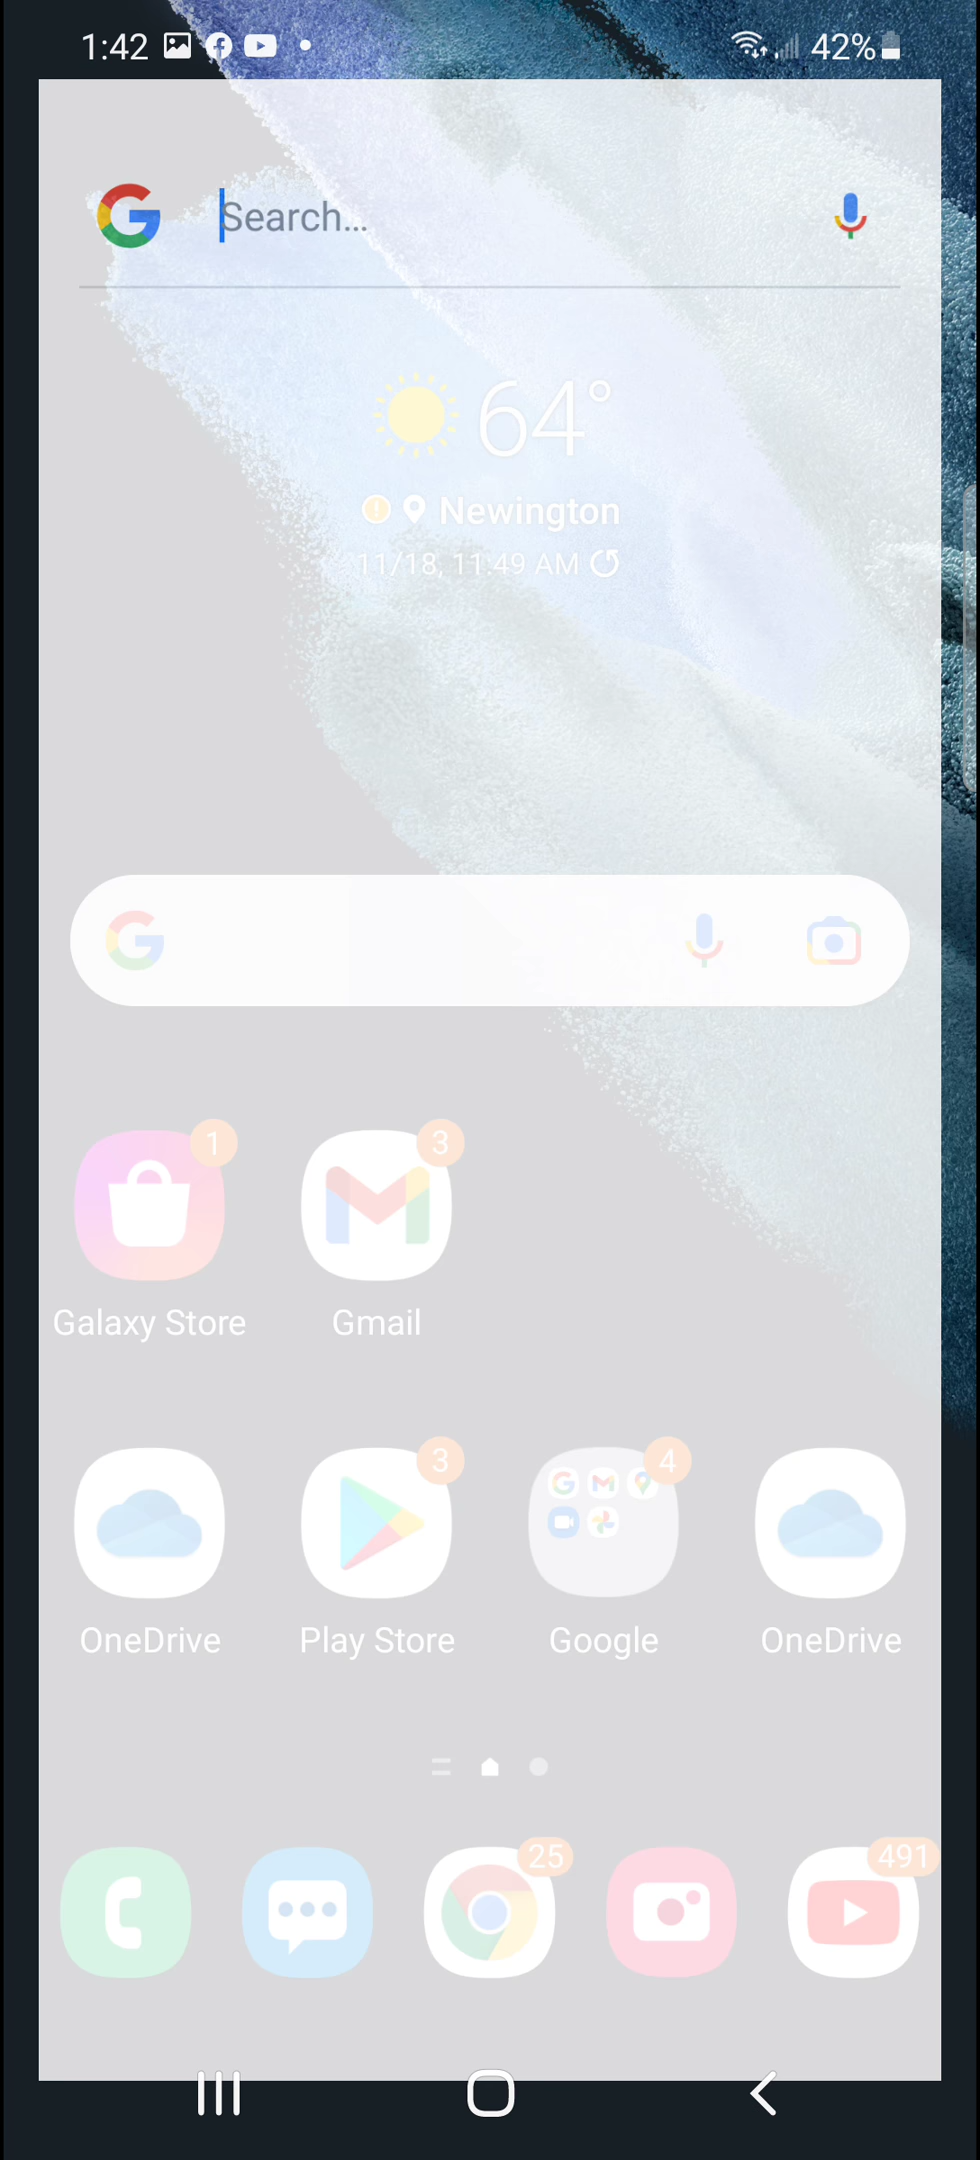 1:42 42%
Search...
64°
Newington
11/18, 11:49 AM
1 3
Galaxy Store Gmail
3 4
OneDrive Play Store Google OneDrive
25 491